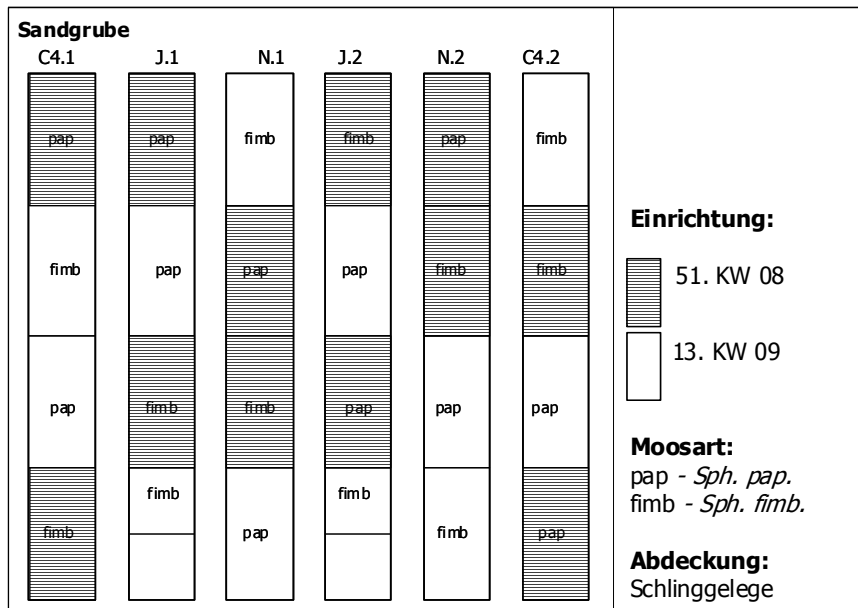 Sandgrube
C4.1 J.1 N.1 J.2 N.2 C4.2
pap pap fimb fimb pap fimb
fimb pap pap pap fimb fimb
pap fimb fimb pap pap pap
fimb fimb pap fimb fimb pap
Einrichtung:
51. KW 08
13. KW 09
Moosart:
pap - Sph. pap.
fimb - Sph. fimb.
Abdeckung:
Schlinggelege